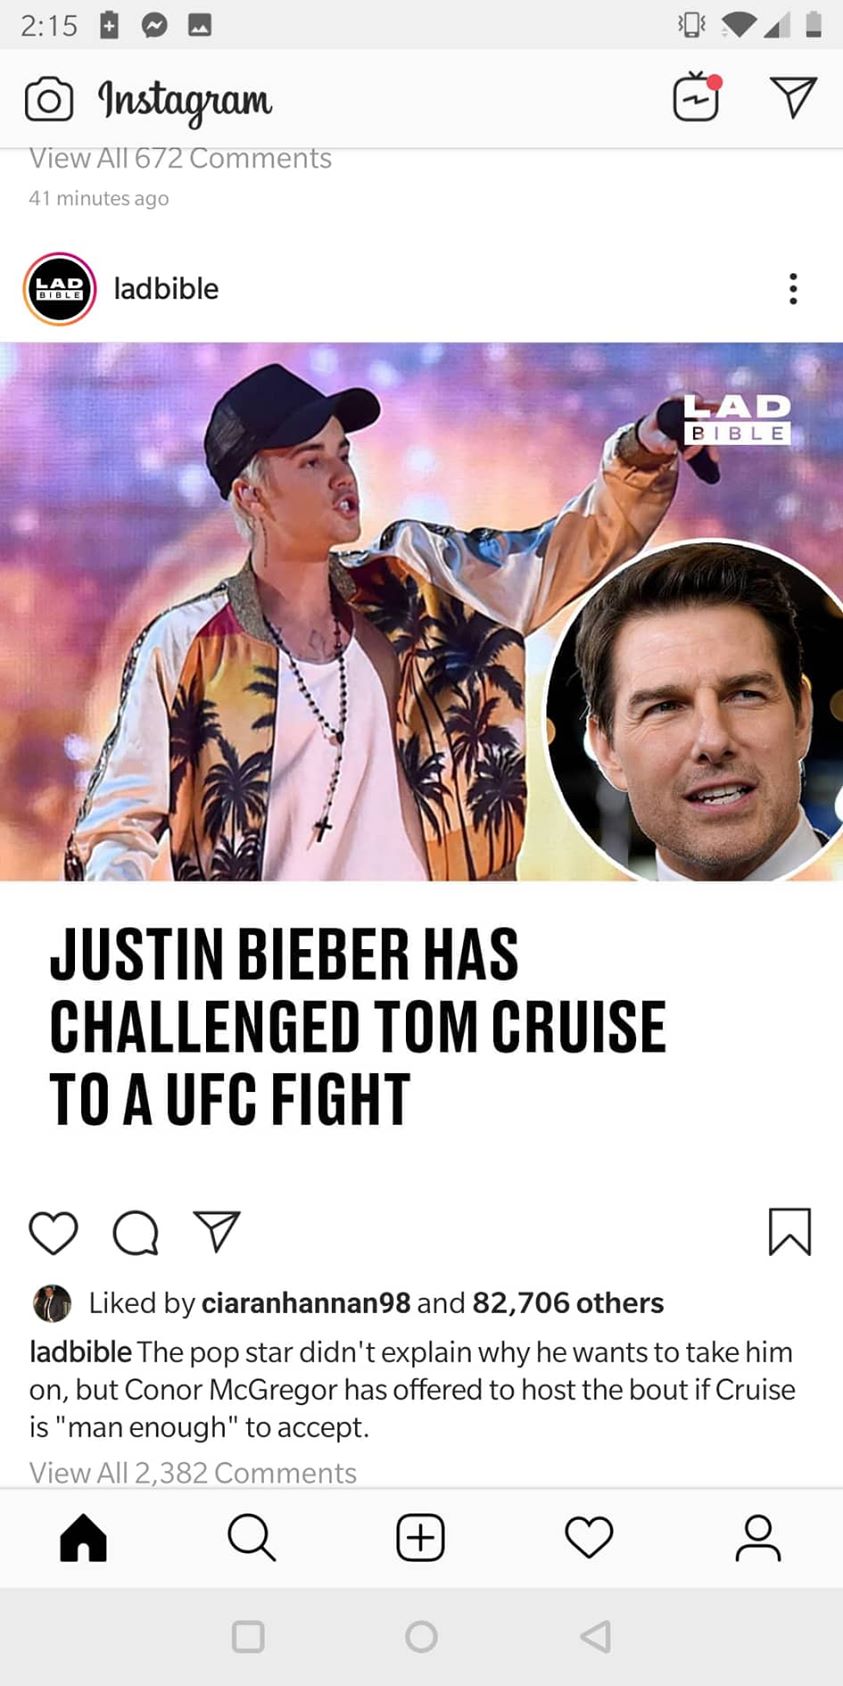 2:15
Instagram
View All 672 Comments
41 minutes ago
LAD
BIBLE
ladbible
LAD
BIBLE
JUSTIN BIEBER HAS
CHALLENGED TOM CRUISE
TO A UFC FIGHT
Liked by ciaranhannan98 and 82,706 others
ladbible The pop star didn't explain why he wants to take him
on, but Conor McGregor has offered to host the bout if Cruise
is "man enough" to accept.
View All 2,382 Comments